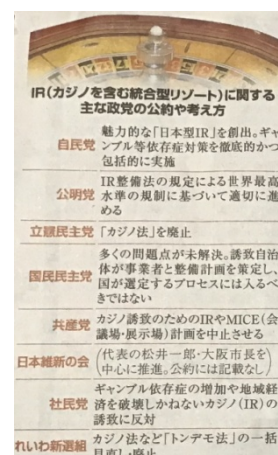 IR(カジノを含む統合型リゾート)に関する
主な政党の公約や考え方
自民党
魅力的な「日本型IR」を創出。ギャ
ンブル等依存症対策を徹底的かつ
包括的に実施
公明党
IR整備法の規定による世界最高
水準の規制に基づいて適切に進
める
立憲民主党
「カジノ法」を廃止
国民民主党
多くの問題点が未解決。誘致自治
体が事業者と整備計画を策定し、
国が選定するプロセスには入るべ
きではない
共産党
カジノ誘致のためのIRやMICE(会
議場・展示場)計画を中止させる
日本維新の会
(代表の松井一郎・大阪市長を
中心に推進。公約には記載なし)
社民党
ギャンブル依存症の増加や地域経
済を破壊しかねないカジノ(IR)の
誘致に反対
れいわ新選組
カジノ法など「トンデモ法」の一括
見直し・廃止